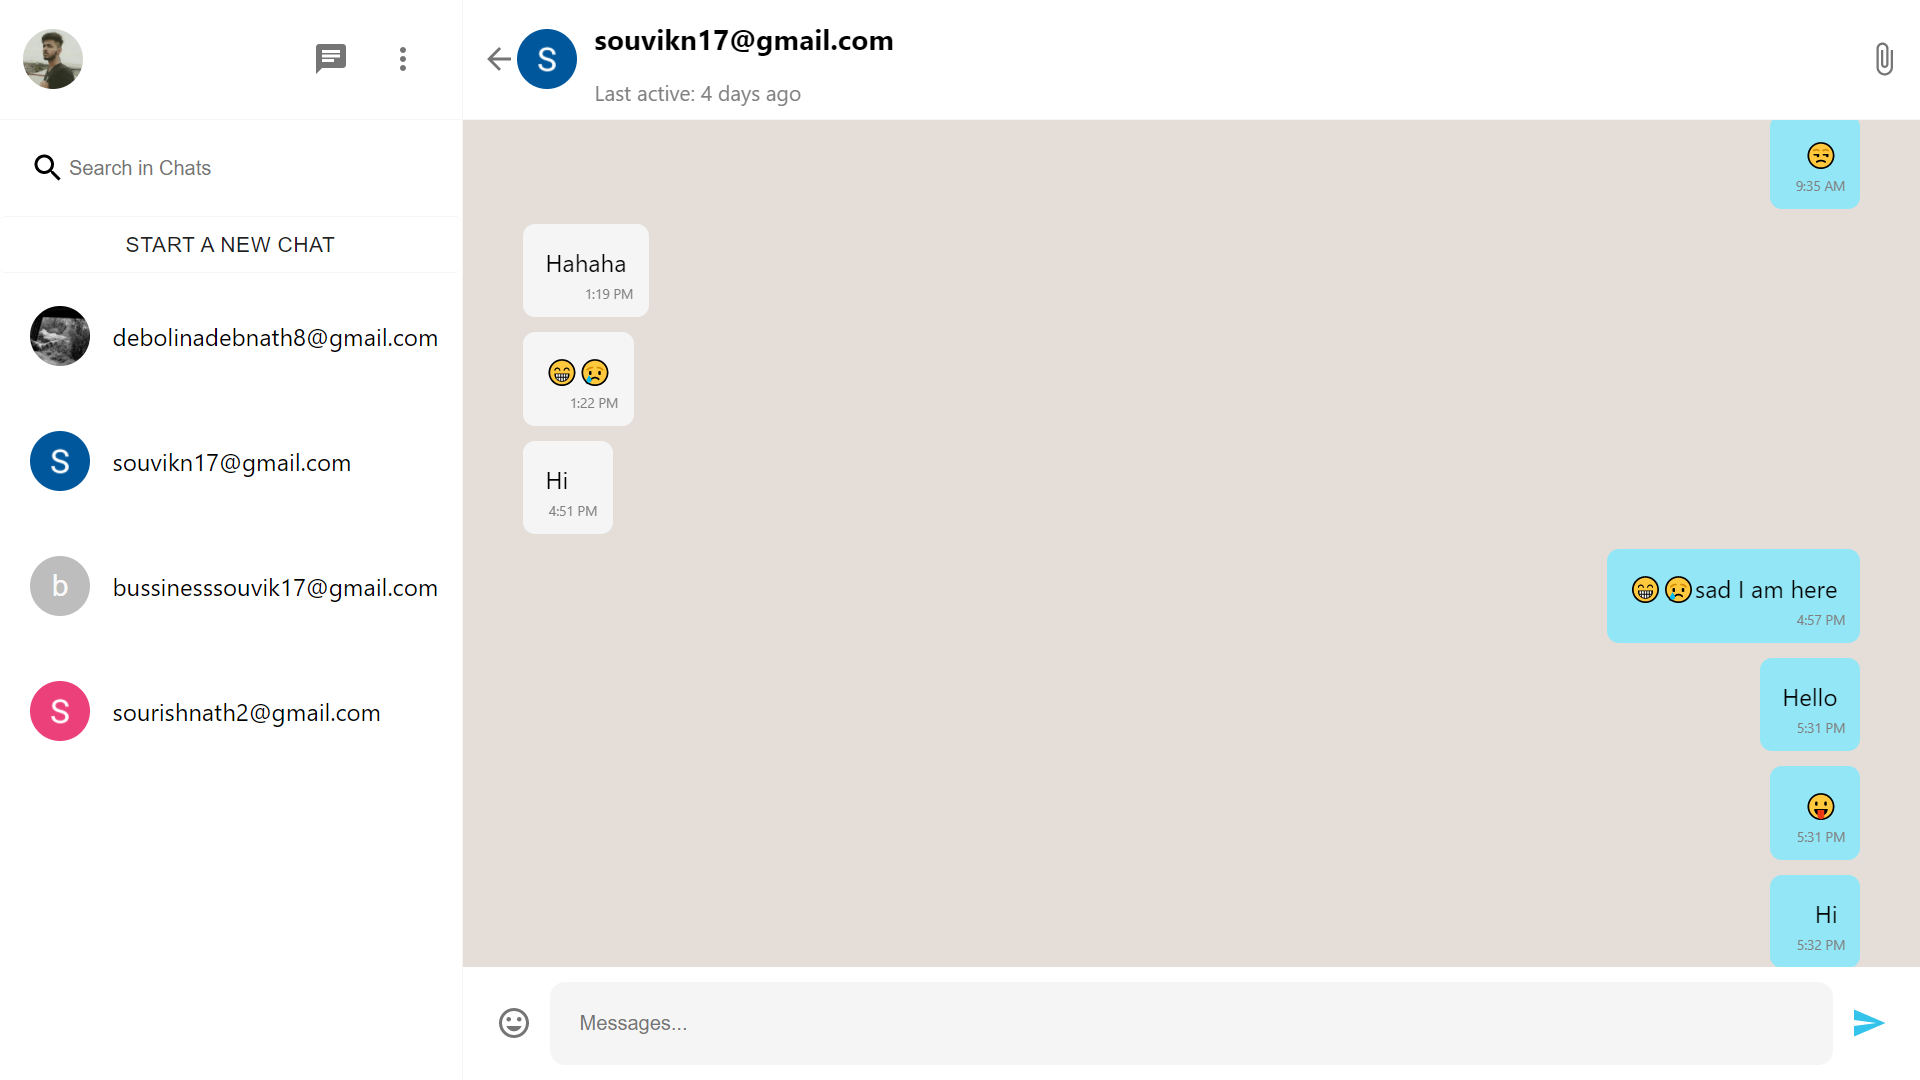 Search in Chats
START A NEW CHAT
debolinadebnath8@gmail.com
S
souvikn17@gmail.com
b
bussinesssouvik17@gmail.com
S
sourishnath2@gmail.com
S
souvikn17@gmail.com
Last active: 4 days ago
😒
9:35 AM
Hahaha
1:19 PM
😁😢
1:22 PM
Hi
4:51 PM
😁😢sad I am here
4:57 PM
Hello
5:31 PM
😛
5:31 PM
Hi
5:32 PM
Messages...